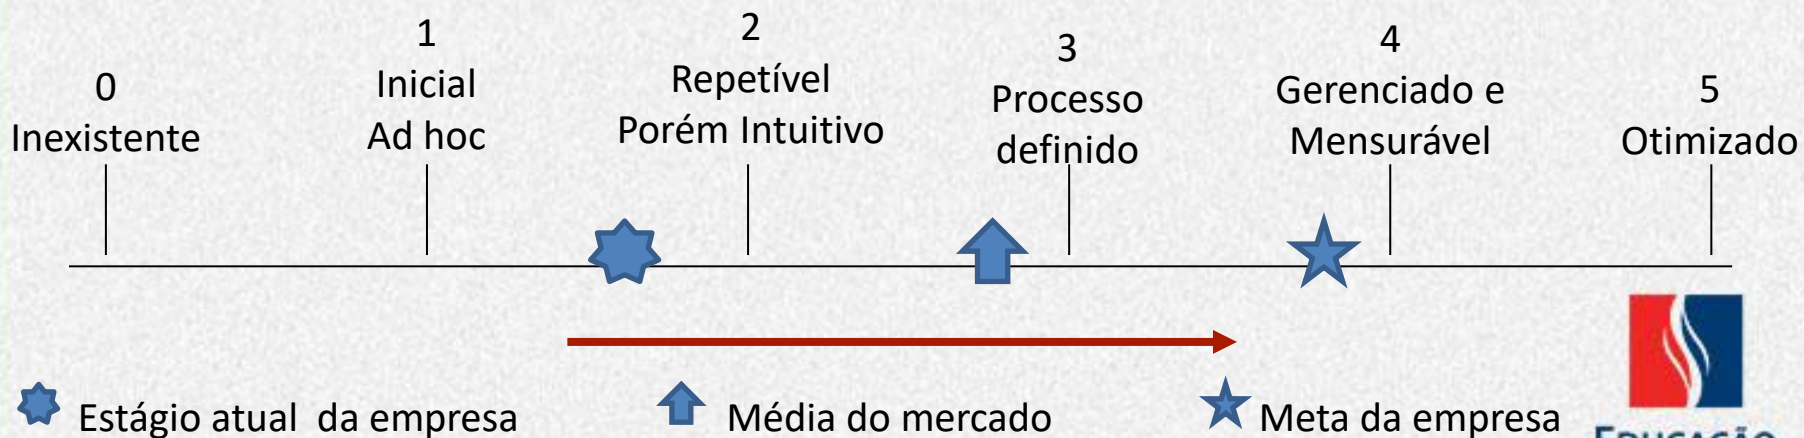 0
Inexistente
1
Inicial
Ad hoc
2
Repetível
Porém Intuitivo
3
Processo
definido
4
Gerenciado e
Mensurável
5
Otimizado
Estágio atual da empresa
Média do mercado
Meta da empresa
EDUCAÇÃO